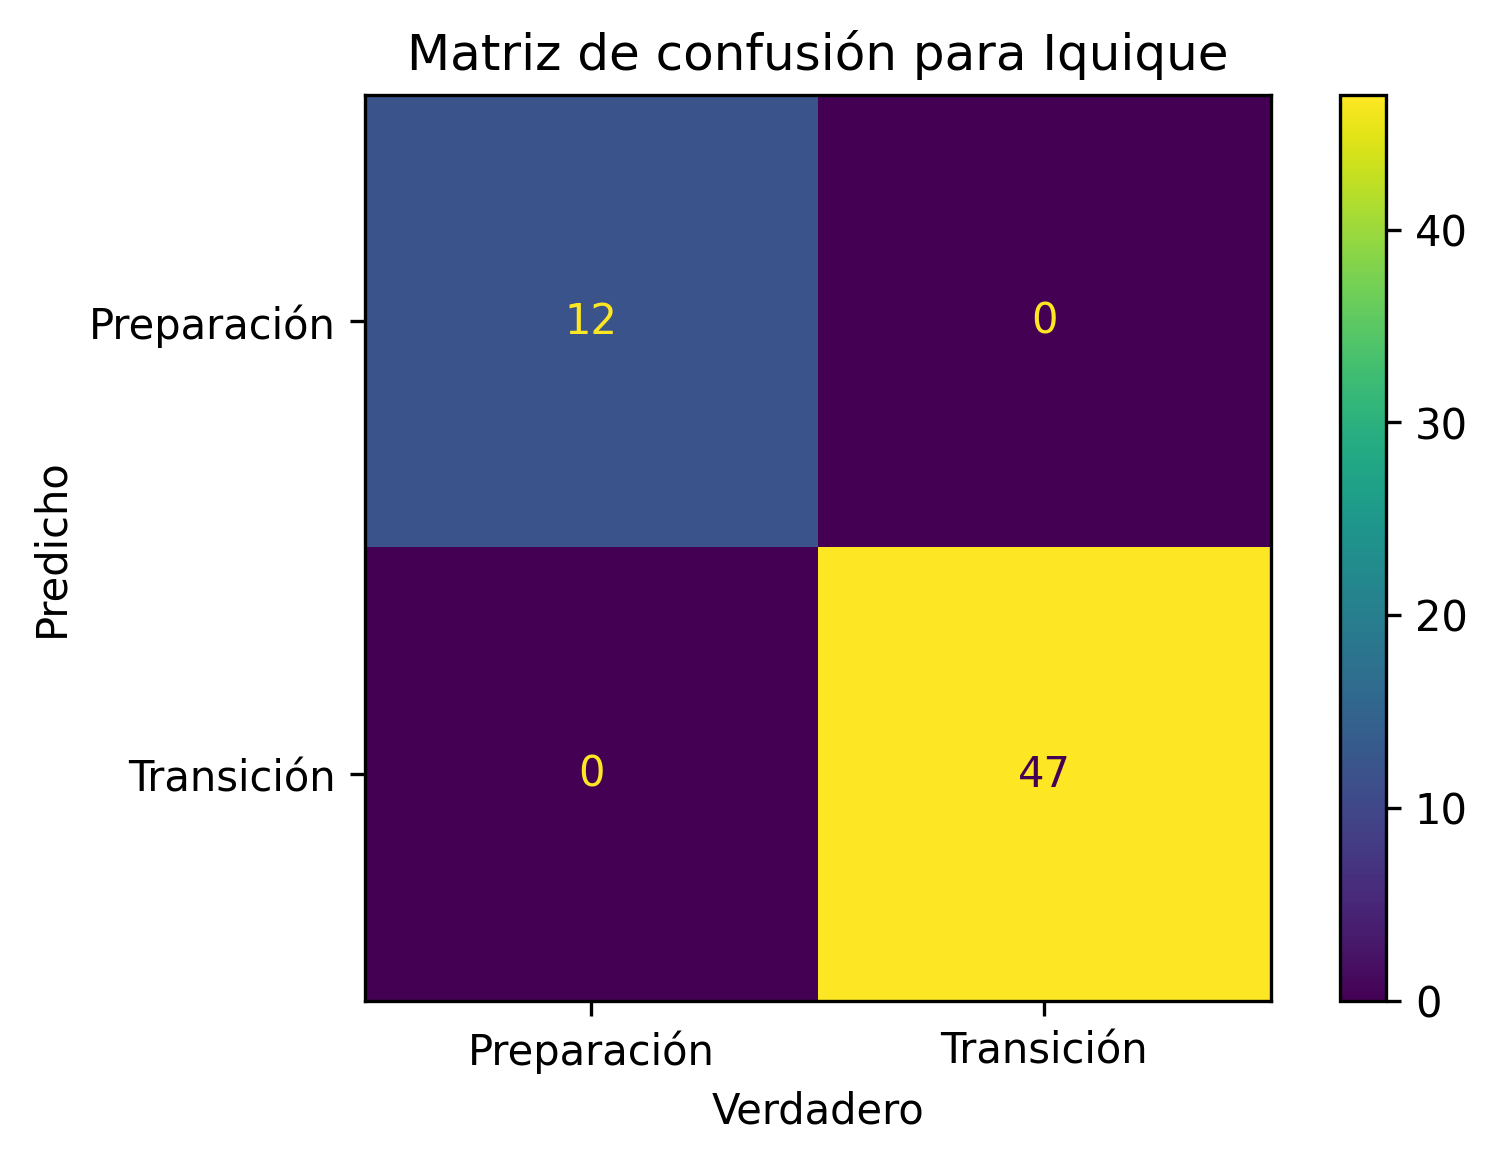 Matriz de confusión para Iquique
Predicho
Preparación
12
0
Transición
0
47
Preparación
Transición
Verdadero
40
30
20
10
0